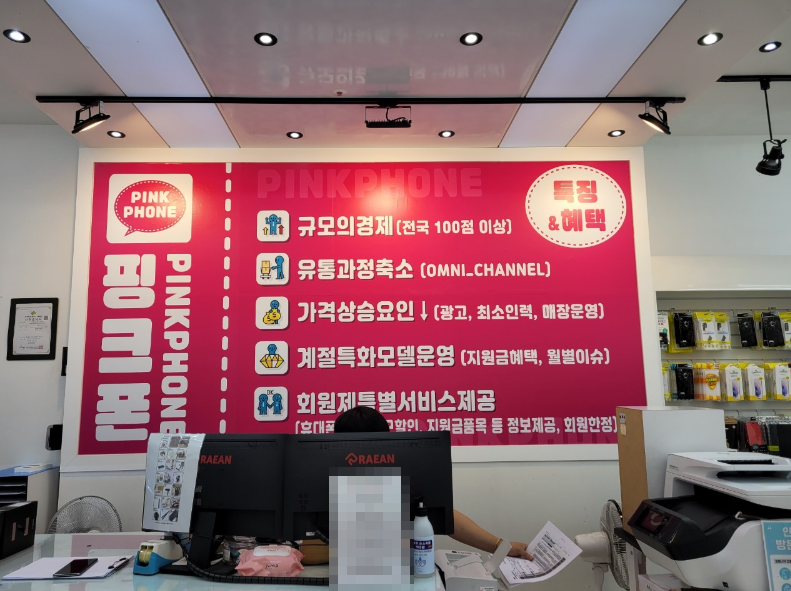 PINKPHONE
PINK
PHONE
핑크폰
PINKPHONE
특징
&혜택
규모의경제(전국 100점 이상)
유통과정축소 (OMNI_CHANNEL)
가격상승요인↓(광고, 최소인력, 매장운영)
계절특화모델운영 (지원금혜택, 월별이슈)
회원제특별서비스제공
할인, 지원금품목 등 정보제공, 회원한정)
RAEAN
RAEAN